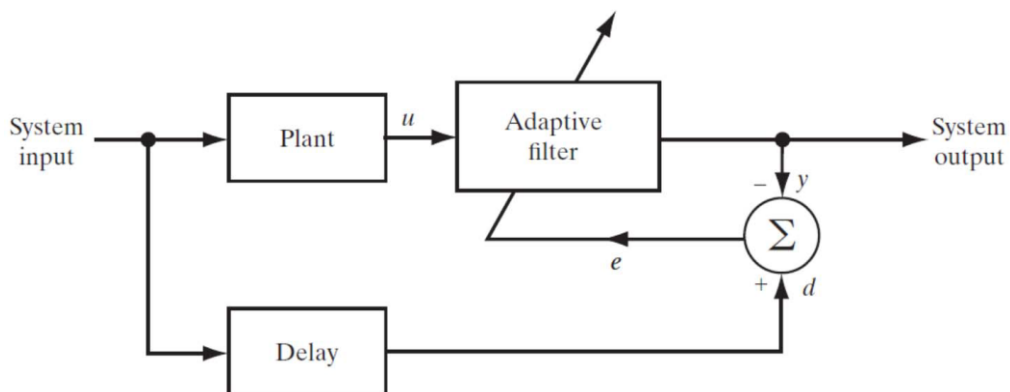 System
input
Plant
u
Adaptive
filter
System
output
− y
Σ
e
+ d
Delay